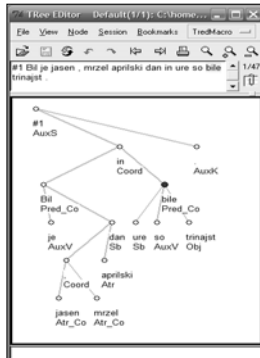 TRee EDitor Default(1/1): C:\home...
File View Node Session Bookmarks TredMacro
#1 Bil je jasen , mrzel aprilski dan in ure so bile 1/47
trinajst .
#1
AuxS
in
Coord
AuxK
Bil
Pred_Co
bile
Pred_Co
je
AuxV
dan
Sb
ure
Sb
so
AuxV
trinajst
Obj
,
Coord
aprilski
Atr
jasen
Atr_Co
mrzel
Atr_Co